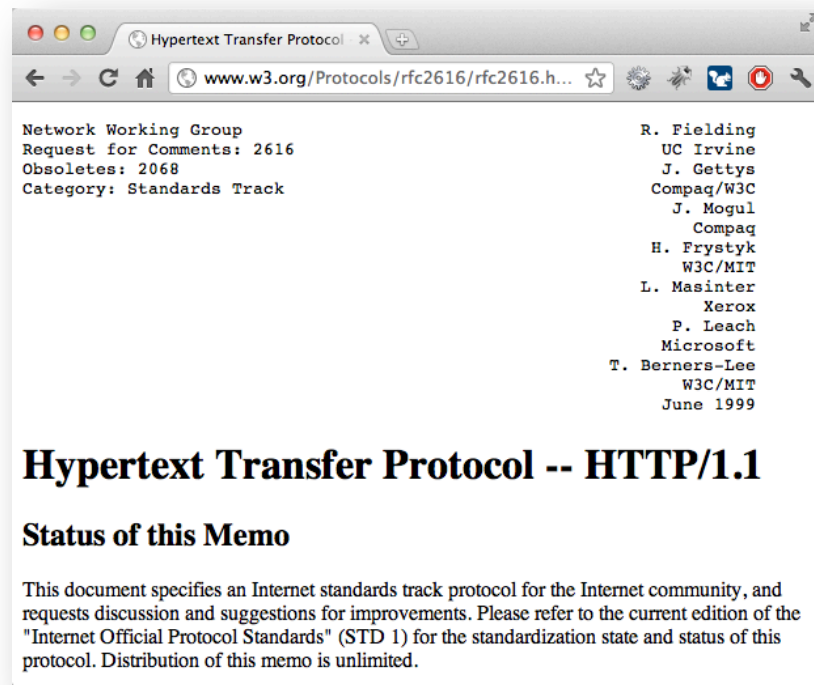 Hypertext Transfer Protocol
www.w3.org/Protocols/rfc2616/rfc2616.h...
Network Working Group R. Fielding
Request for Comments: 2616 UC Irvine
Obsoletes: 2068 J. Gettys
Category: Standards Track Compaq/W3C
J. Mogul
Compaq
H. Frystyk
W3C/MIT
L. Masinter
Xerox
P. Leach
Microsoft
T. Berners-Lee
W3C/MIT
June 1999
Hypertext Transfer Protocol -- HTTP/1.1
Status of this Memo
This document specifies an Internet standards track protocol for the Internet community, and
requests discussion and suggestions for improvements. Please refer to the current edition of the
"Internet Official Protocol Standards" (STD 1) for the standardization state and status of this
protocol. Distribution of this memo is unlimited.